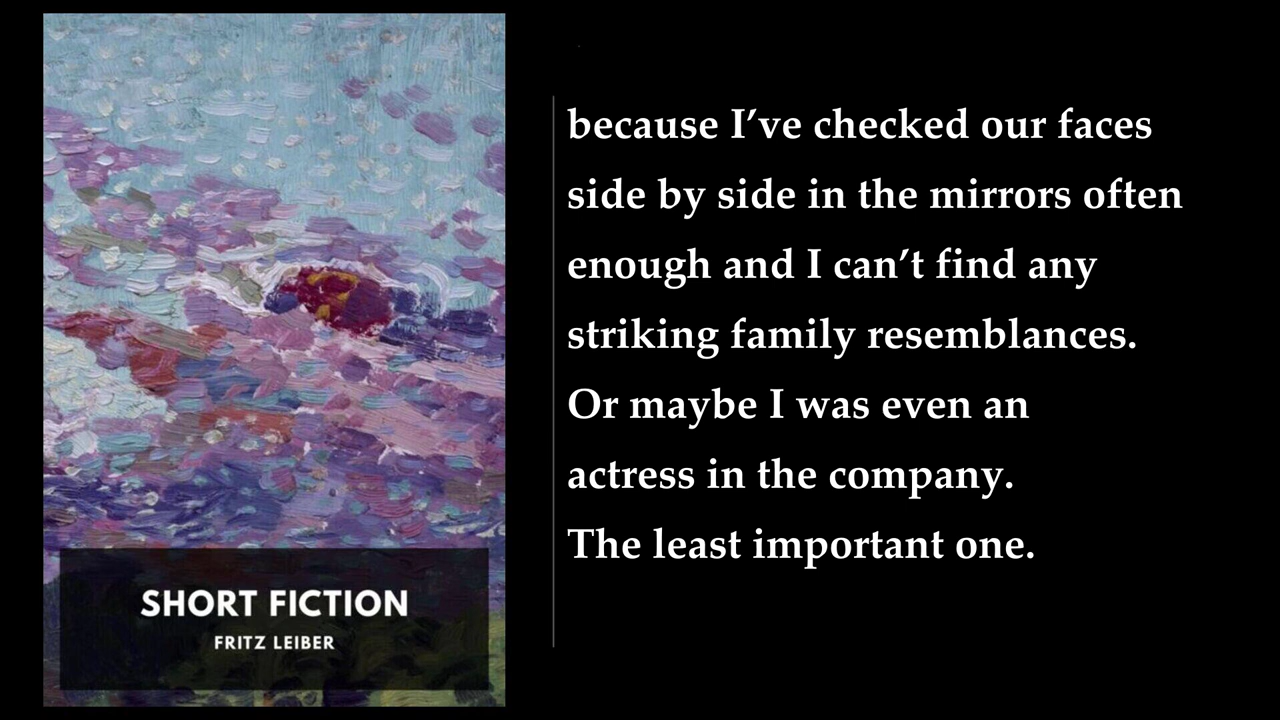 SHORT FICTION
FRITZ LEIBER
because I’ve checked our faces
side by side in the mirrors often
enough and I can’t find any
striking family resemblances.
Or maybe I was even an
actress in the company.
The least important one.